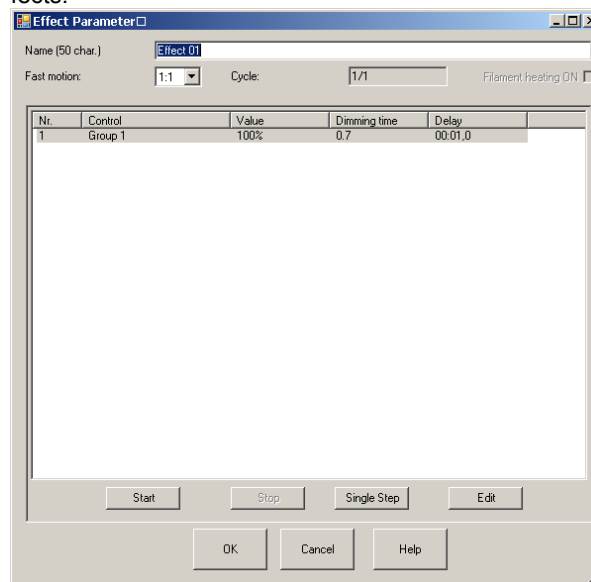 Effect Parameter□
Name (50 char.) Effect 01
Fast motion: 1:1 Cycle: 1/1 Filament heating ON
Nr. Control Value Dimming time Delay
1 Group 1 100% 0.7 00:01,0
Start Stop Single Step Edit
OK Cancel Help